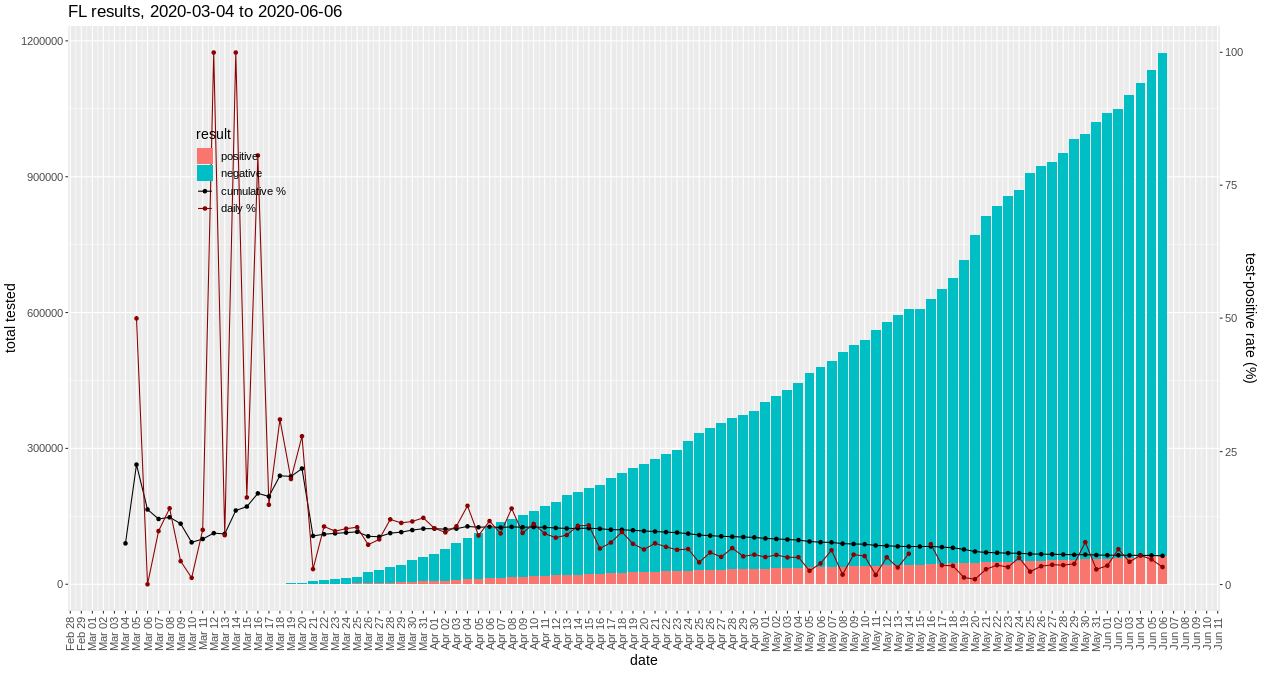 FL results, 2020-03-04 to 2020-06-06
1200000
900000
600000
300000
0
total tested
result
positive
negative
cumulative %
daily %
100
75
50
25
0
test-positive rate (%)
Feb 28
Feb 29
Mar 01
Mar 02
Mar 03
Mar 04
Mar 05
Mar 06
Mar 07
Mar 08
Mar 09
Mar 10
Mar 11
Mar 12
Mar 13
Mar 14
Mar 15
Mar 16
Mar 17
Mar 18
Mar 19
Mar 20
Mar 21
Mar 22
Mar 23
Mar 24
Mar 25
Mar 26
Mar 27
Mar 28
Mar 29
Mar 30
Mar 31
Apr 01
Apr 02
Apr 03
Apr 04
Apr 05
Apr 06
Apr 07
Apr 08
Apr 09
Apr 10
Apr 11
Apr 12
Apr 13
Apr 14
Apr 15
Apr 16
Apr 17
Apr 18
Apr 19
Apr 20
Apr 21
Apr 22
Apr 23
Apr 24
Apr 25
Apr 26
Apr 27
Apr 28
Apr 29
Apr 30
May 01
May 02
May 03
May 04
May 05
May 06
May 07
May 08
May 09
May 10
May 11
May 12
May 13
May 14
May 15
May 16
May 17
May 18
May 19
May 20
May 21
May 22
May 23
May 24
May 25
May 26
May 27
May 28
May 29
May 30
May 31
Jun 01
Jun 02
Jun 03
Jun 04
Jun 05
Jun 06
Jun 07
Jun 08
Jun 09
Jun 10
Jun 11
date